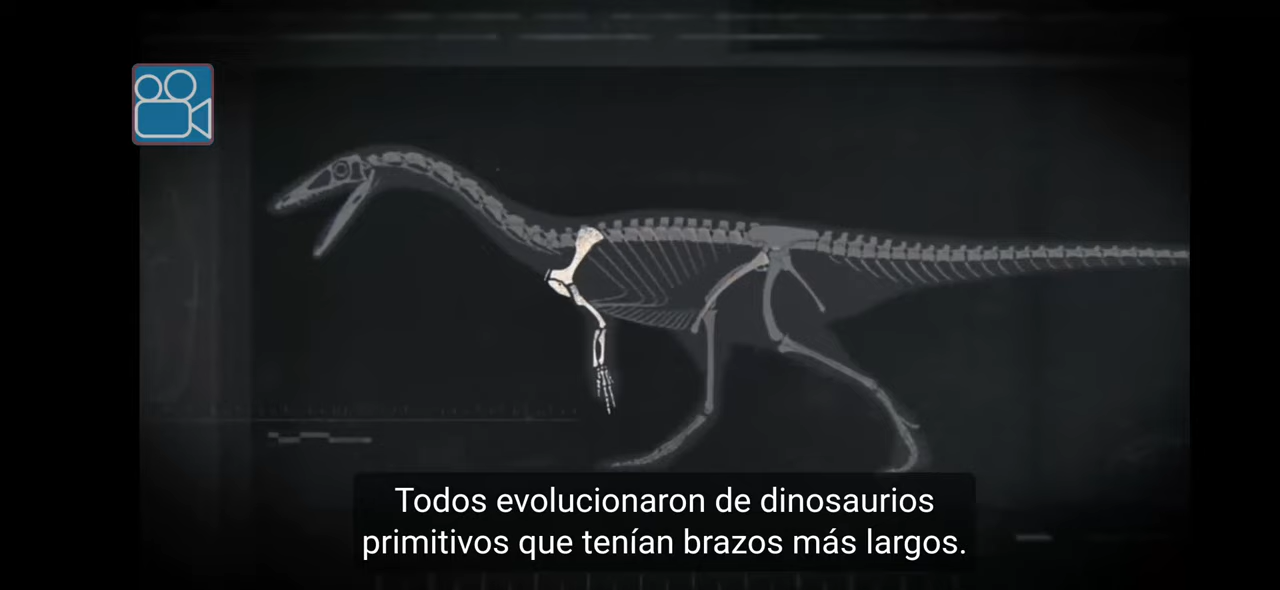 Todos evolucionaron de dinosaurios
primitivos que tenían brazos más largos.